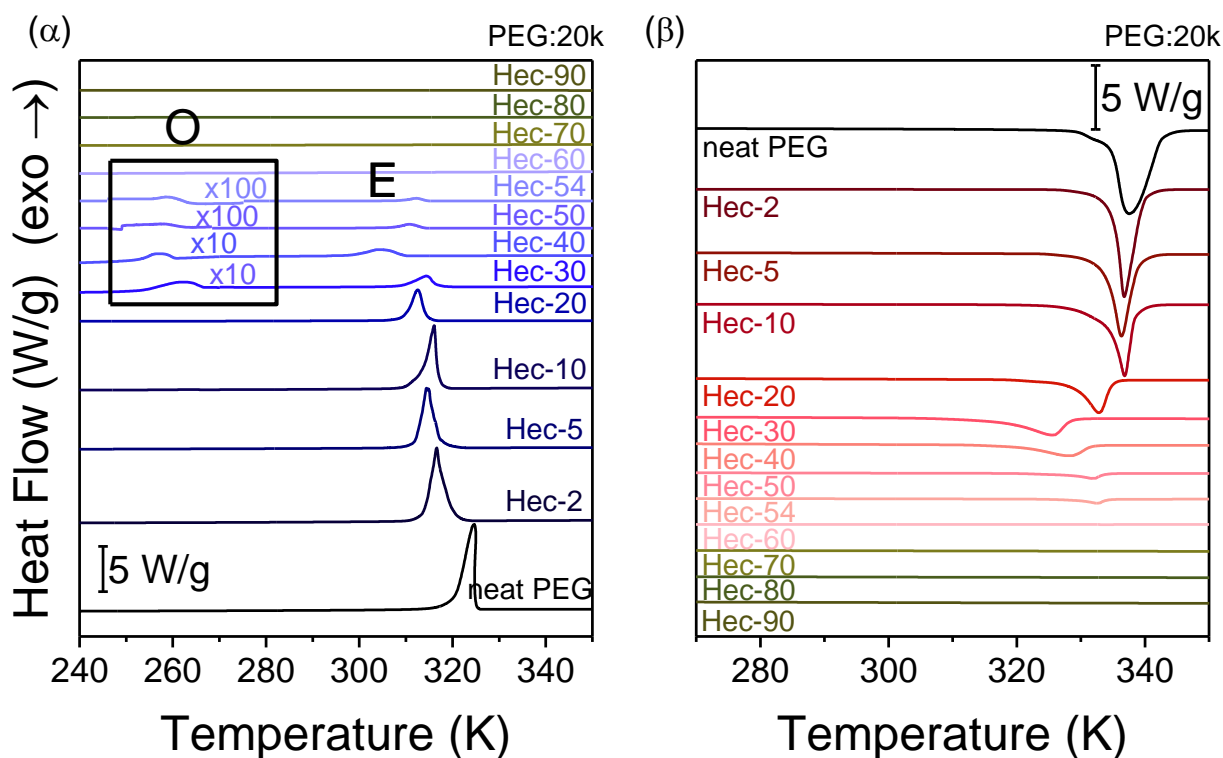 (α)
PEG:20k
Hec-90
Hec-80
O
Hec-70
Hec-60
E
x100
Hec-54
x100
Hec-50
x10
Hec-40
x10
Hec-30
Hec-20
Hec-10
Hec-5
Hec-2
5 W/g
neat PEG
240 260 280 300 320 340
Temperature (K)
Heat Flow (W/g) (exo →)
(β)
PEG:20k
5 W/g
neat PEG
Hec-2
Hec-5
Hec-10
Hec-20
Hec-30
Hec-40
Hec-50
Hec-54
Hec-60
Hec-70
Hec-80
Hec-90
280 300 320 340
Temperature (K)